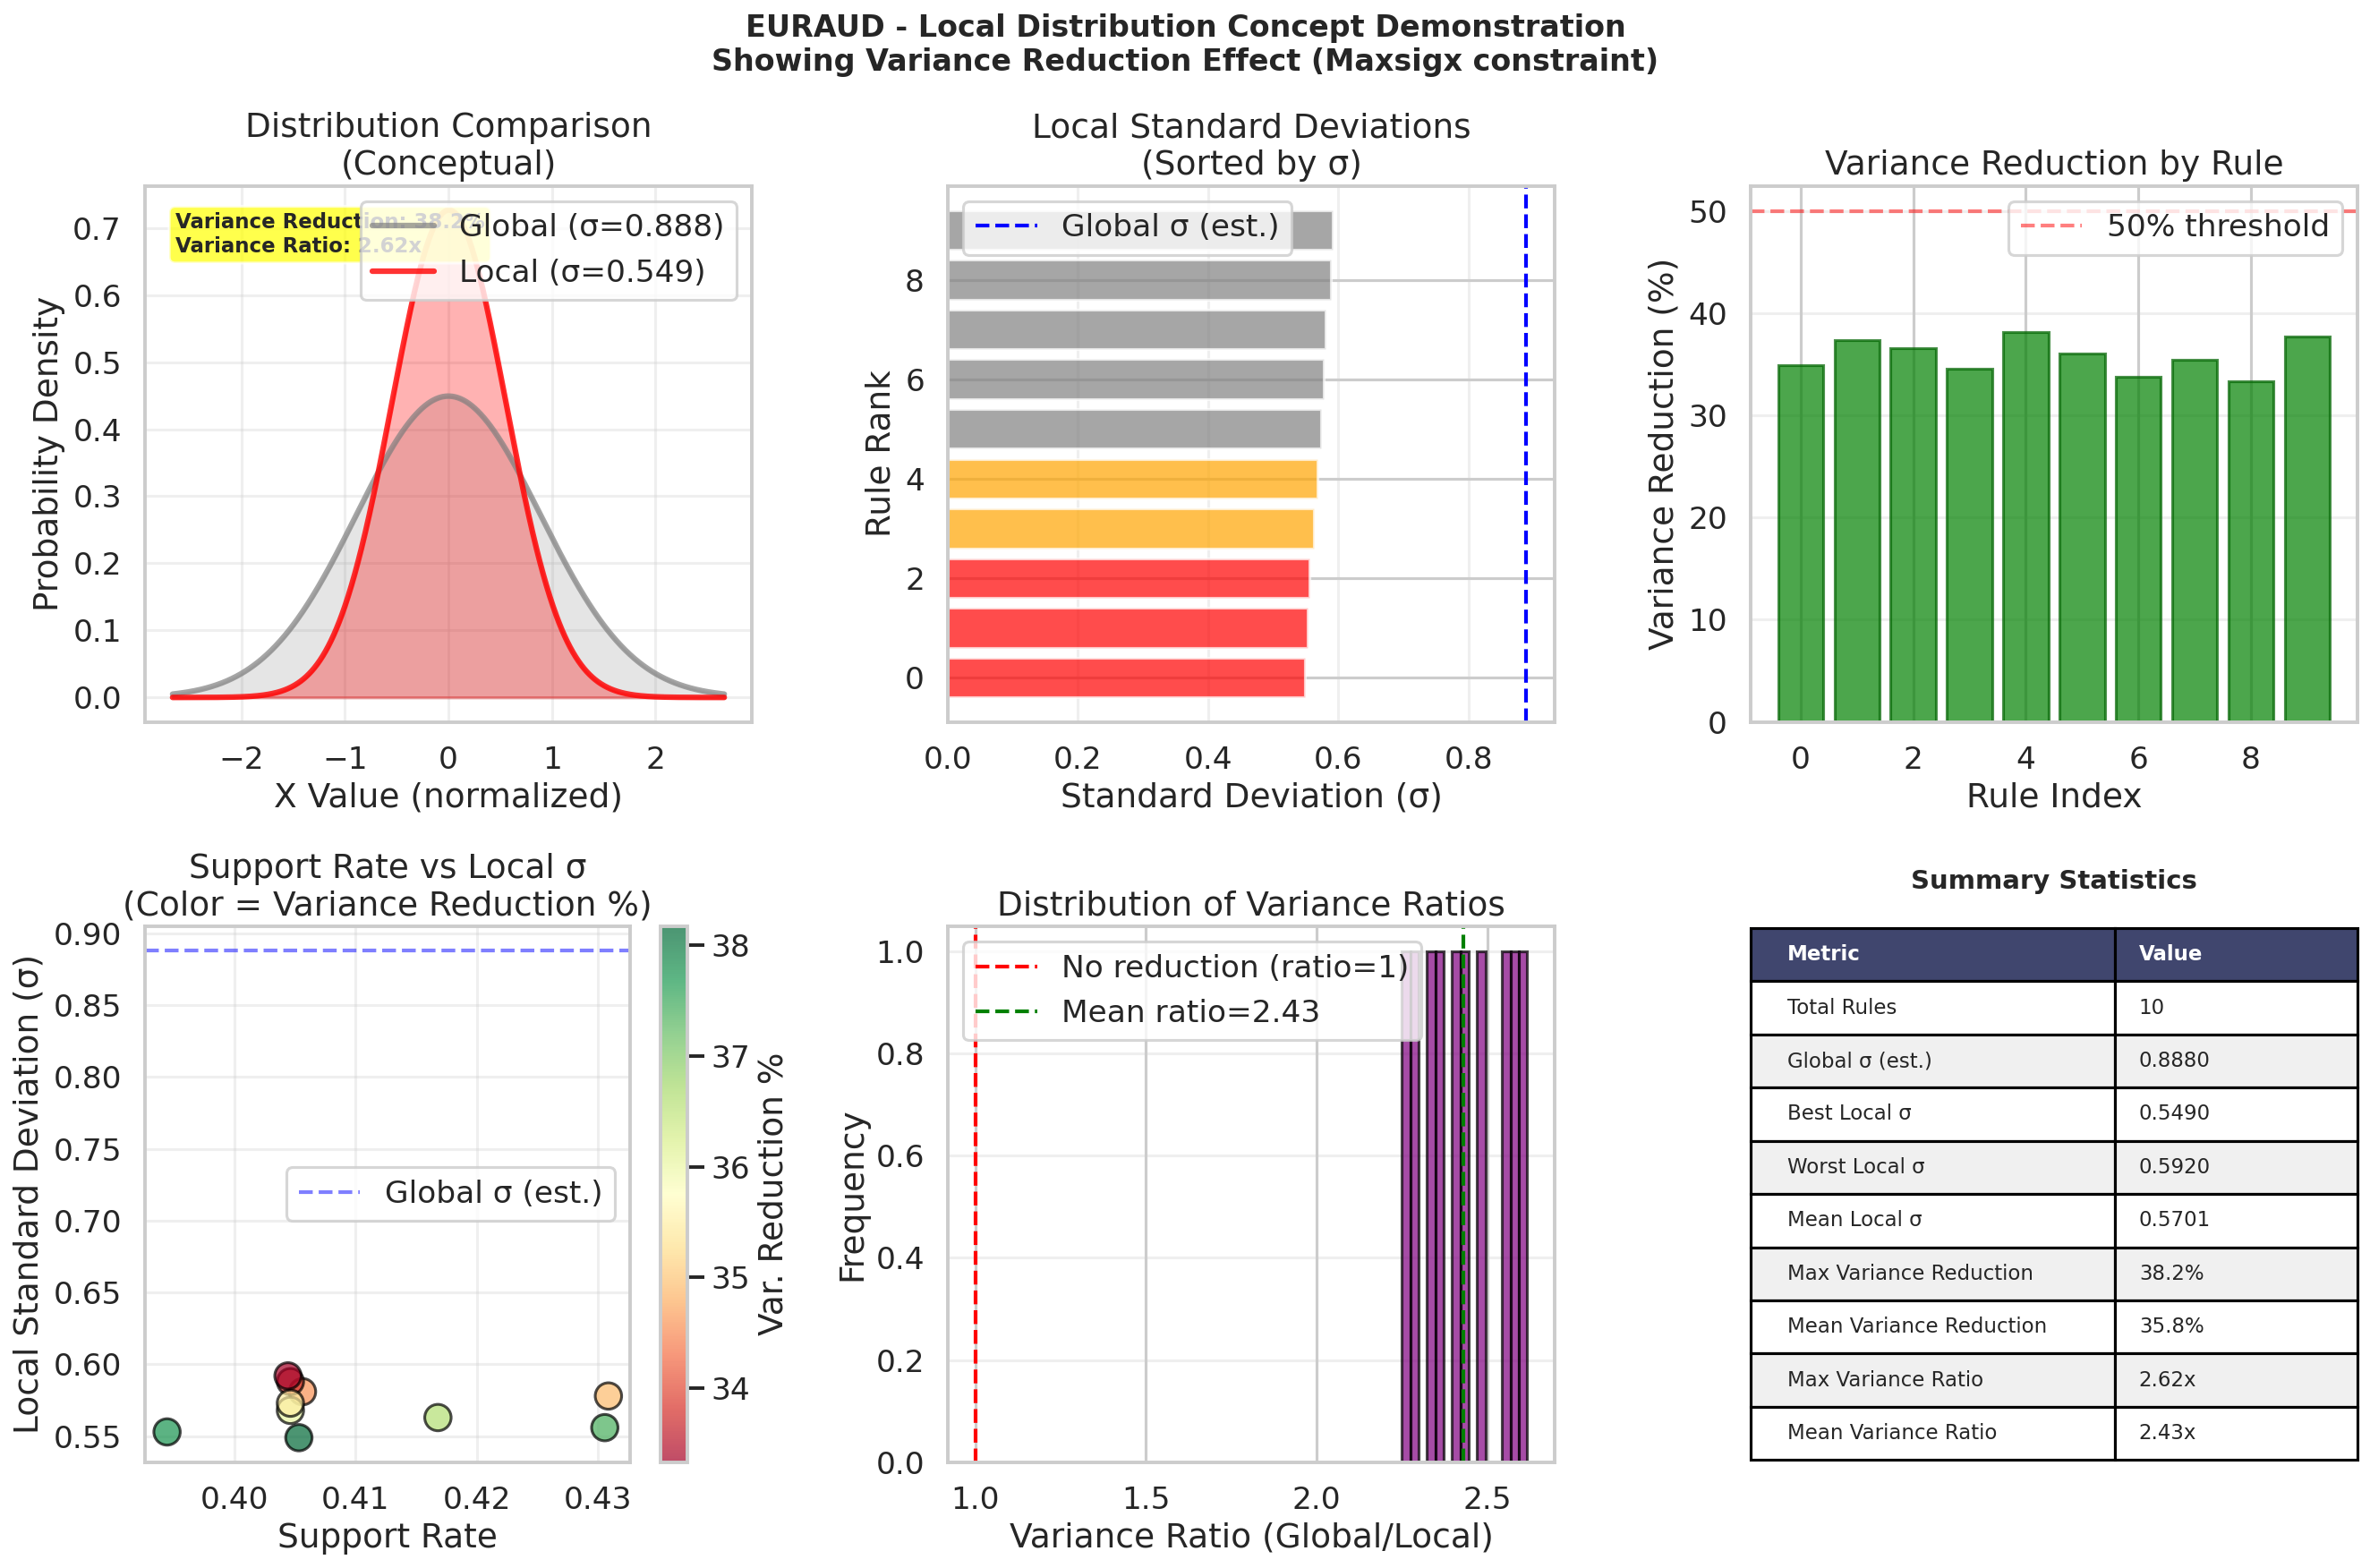 EURAUD - Local Distribution Concept Demonstration
Showing Variance Reduction Effect (Maxsigx constraint)
Distribution Comparison
(Conceptual)
Variance Reduction: 38.2%
Variance Ratio: 2.62x
Global (σ=0.888)
Local (σ=0.549)
Probability Density
0.7
0.6
0.5
0.4
0.3
0.2
0.1
0.0
−2
−1
0
1
2
X Value (normalized)
Local Standard Deviations
(Sorted by σ)
Global σ (est.)
Rule Rank
8
6
4
2
0
0.0
0.2
0.4
0.6
0.8
Standard Deviation (σ)
Variance Reduction by Rule
50% threshold
Variance Reduction (%)
50
40
30
20
10
0
0
2
4
6
8
Rule Index
Support Rate vs Local σ
(Color = Variance Reduction %)
Global σ (est.)
Local Standard Deviation (σ)
0.90
0.85
0.80
0.75
0.70
0.65
0.60
0.55
0.40
0.41
0.42
0.43
Support Rate
38
37
36
35
34
Var. Reduction %
Distribution of Variance Ratios
No reduction (ratio=1)
Mean ratio=2.43
Frequency
1.0
0.8
0.6
0.4
0.2
0.0
1.0
1.5
2.0
2.5
Variance Ratio (Global/Local)
Summary Statistics
Metric Value
Total Rules 10
Global σ (est.) 0.8880
Best Local σ 0.5490
Worst Local σ 0.5920
Mean Local σ 0.5701
Max Variance Reduction 38.2%
Mean Variance Reduction 35.8%
Max Variance Ratio 2.62x
Mean Variance Ratio 2.43x